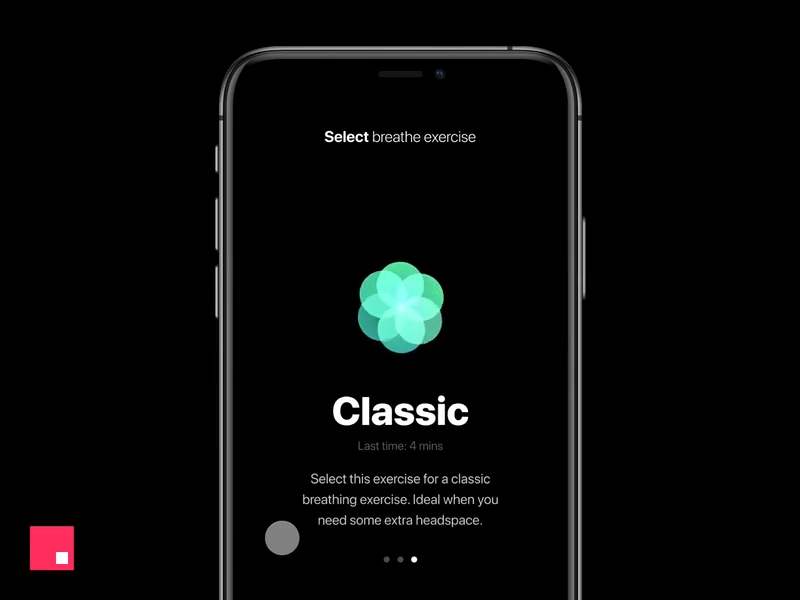 Select breathe exercise
Classic
Last time: 4 mins
Select this exercise for a classic
breathing exercise. Ideal when you
need some extra headspace.